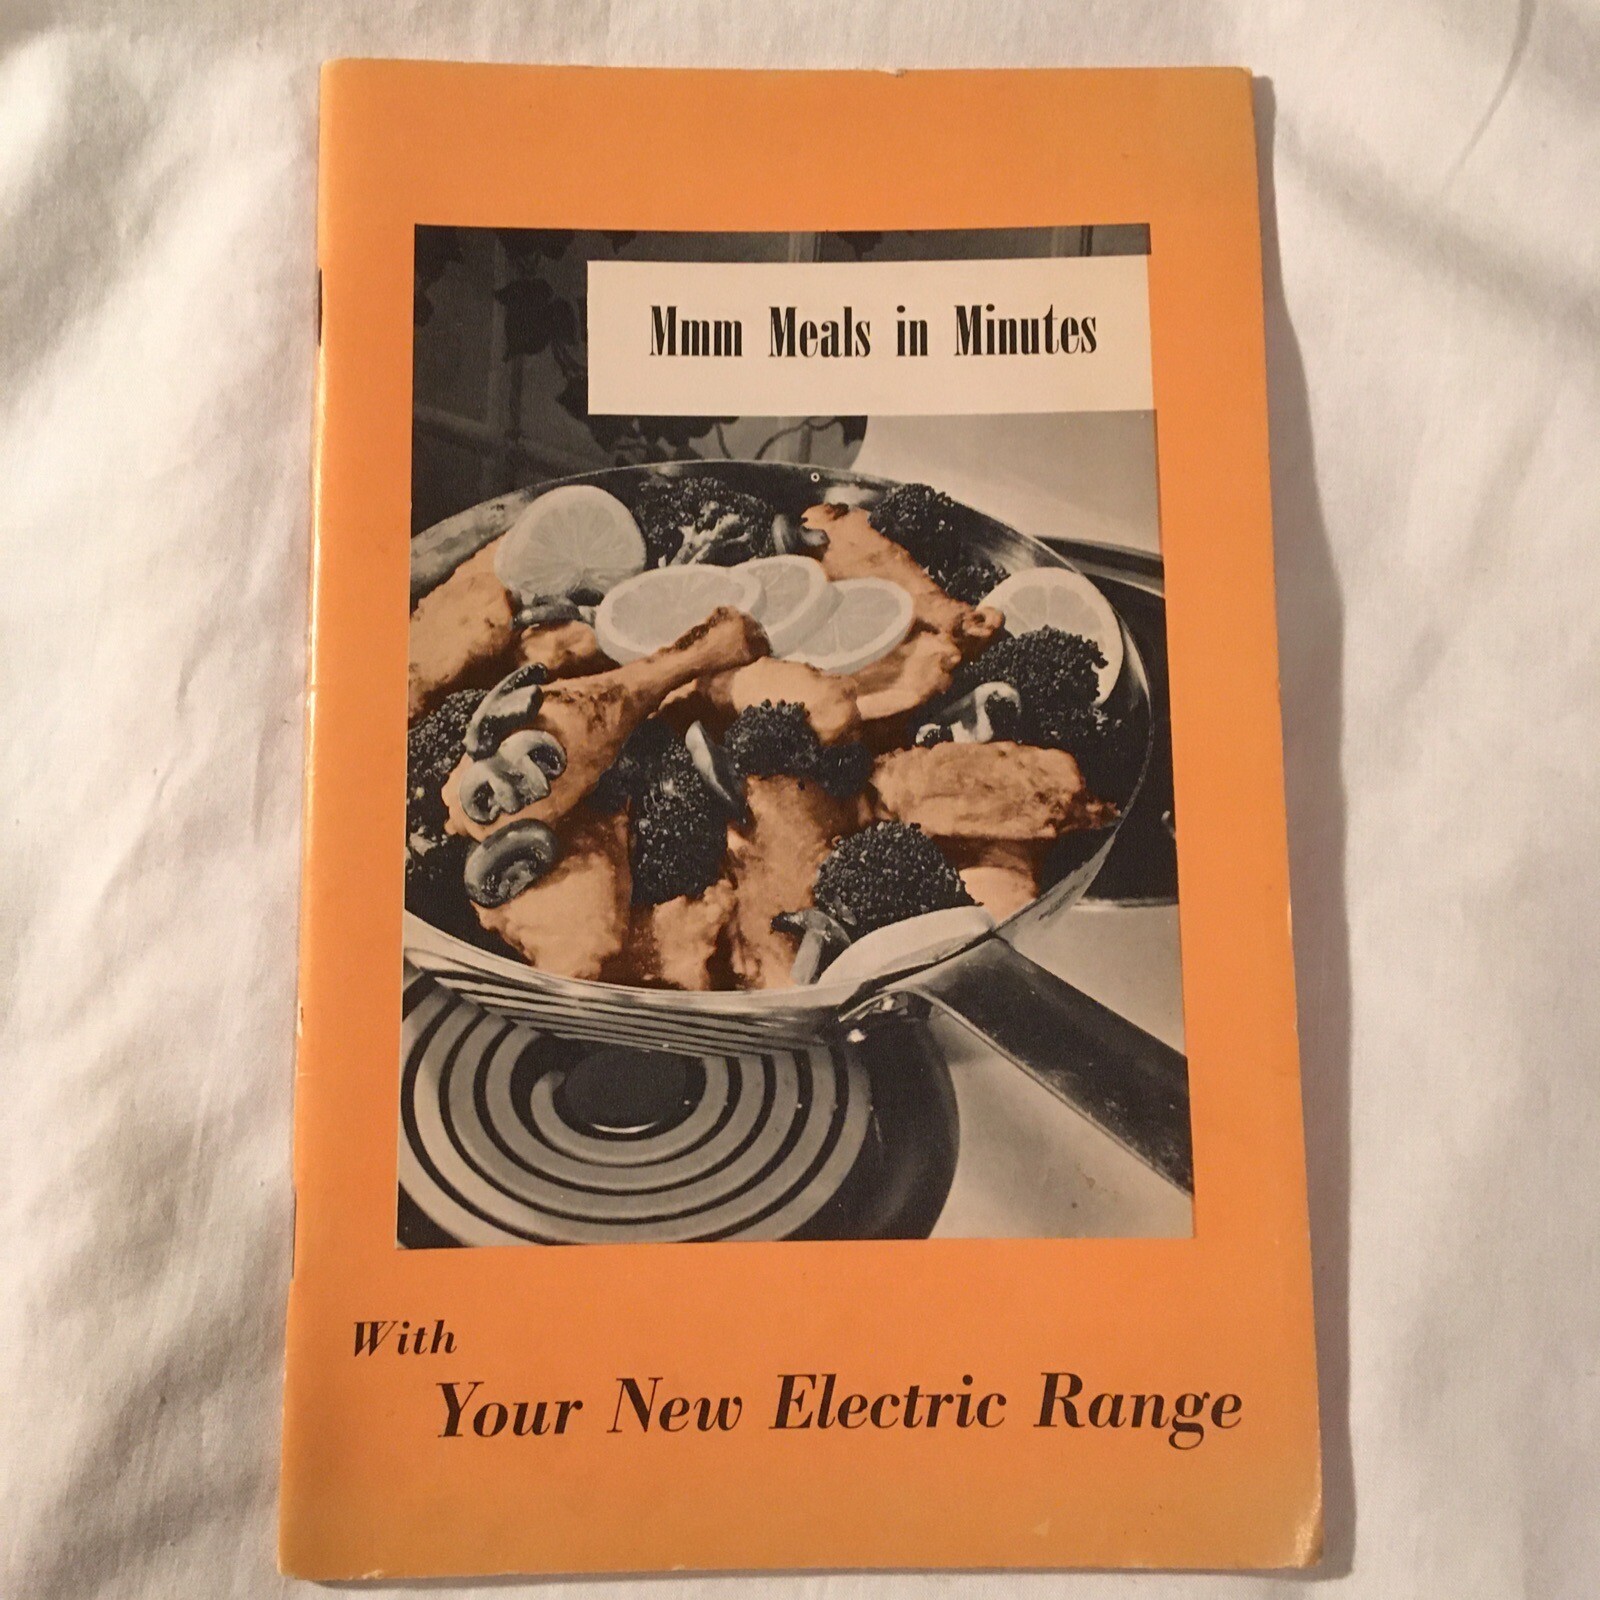 Mmm Meals in Minutes
With
Your New Electric Range